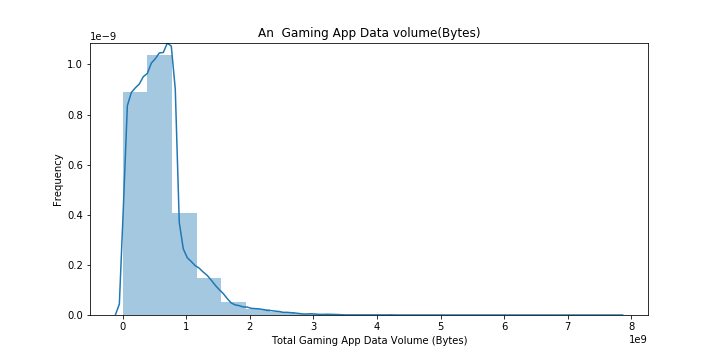 An  Gaming App Data volume(Bytes)
1e−9
1.0
0.8
0.6
0.4
0.2
0.0
Frequency
0 1 2 3 4 5 6 7 8
1e9
Total Gaming App Data Volume (Bytes)